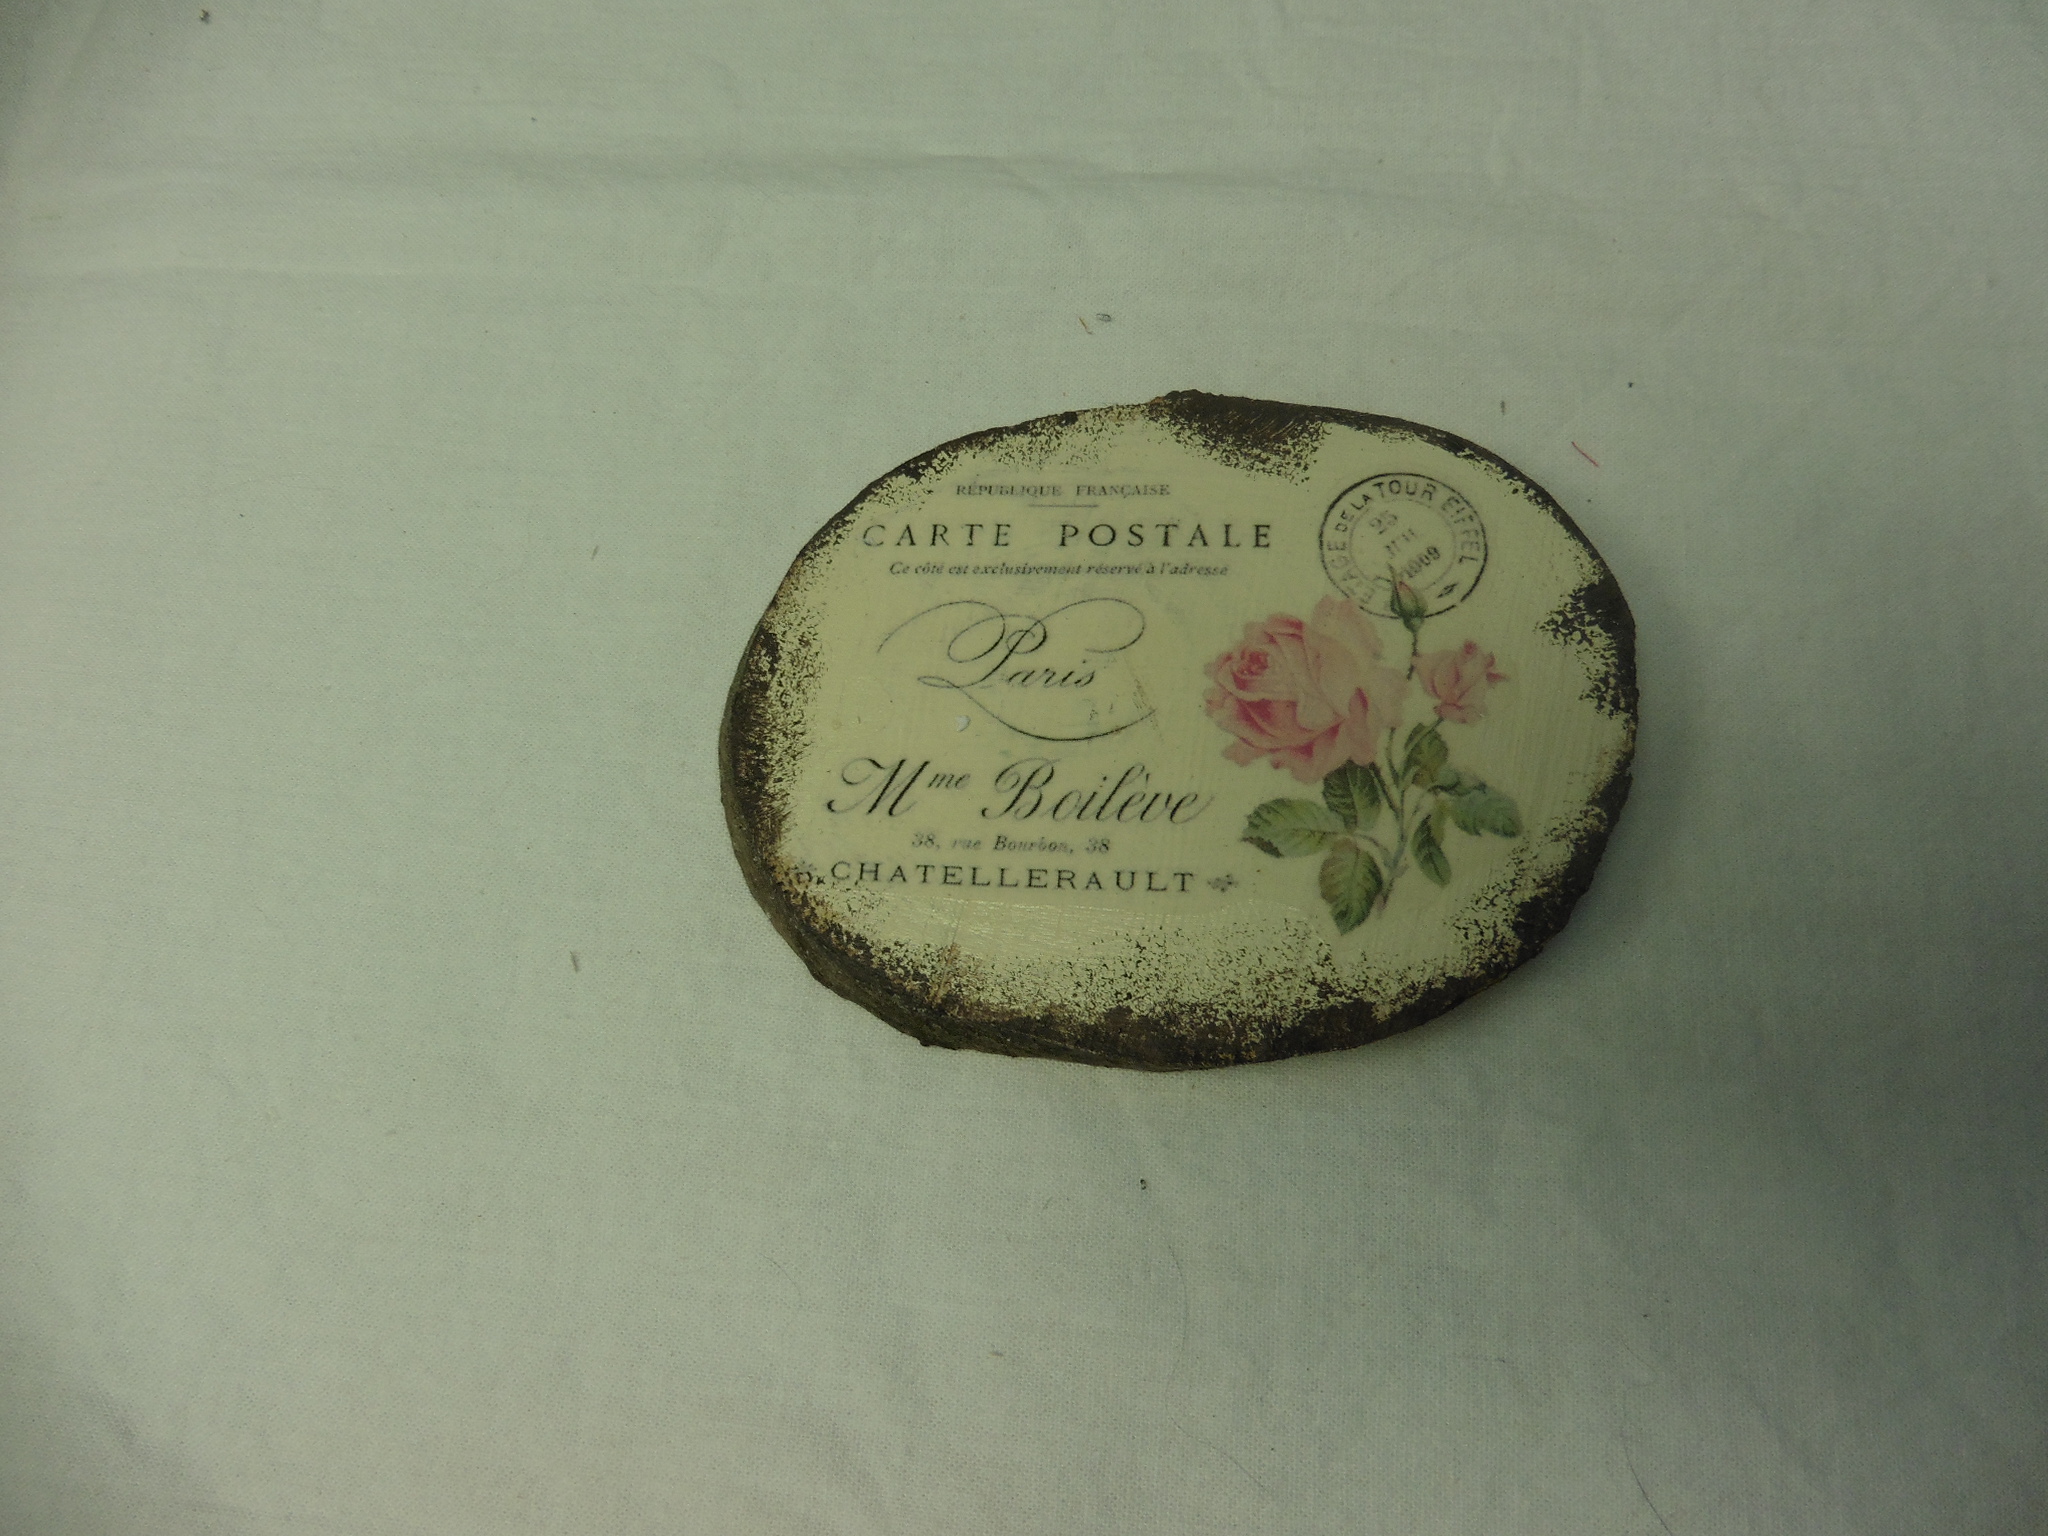 RÉPUBLIQUE FRANÇAISE
CARTE POSTALE
Ce côté est exclusivement réservé à l'adresse
Paris
Mme Boilève
38, rue Bourbon, 38
CHATELLERAULT
DE LA TOUR EIFFEL
25
1909